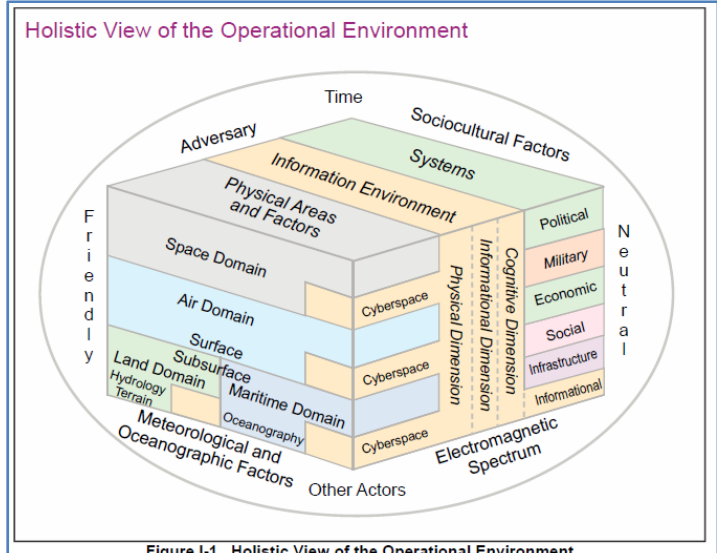 Holistic View of the Operational Environment
Time
Adversary
Sociocultural Factors
Systems
Information Environment
Physical Areas
and Factors
Friendly
Neutral
Space Domain
Air Domain
Surface
Subsurface
Land Domain
Hydrology
Terrain
Maritime Domain
Oceanography
Cyberspace
Cyberspace
Cyberspace
Physical Dimension
Informational Dimension
Cognitive Dimension
Political
Military
Economic
Social
Infrastructure
Informational
Meteorological and
Oceanographic Factors
Electromagnetic
Spectrum
Other Actors
Figure I-1. Holistic View of the Operational Environment